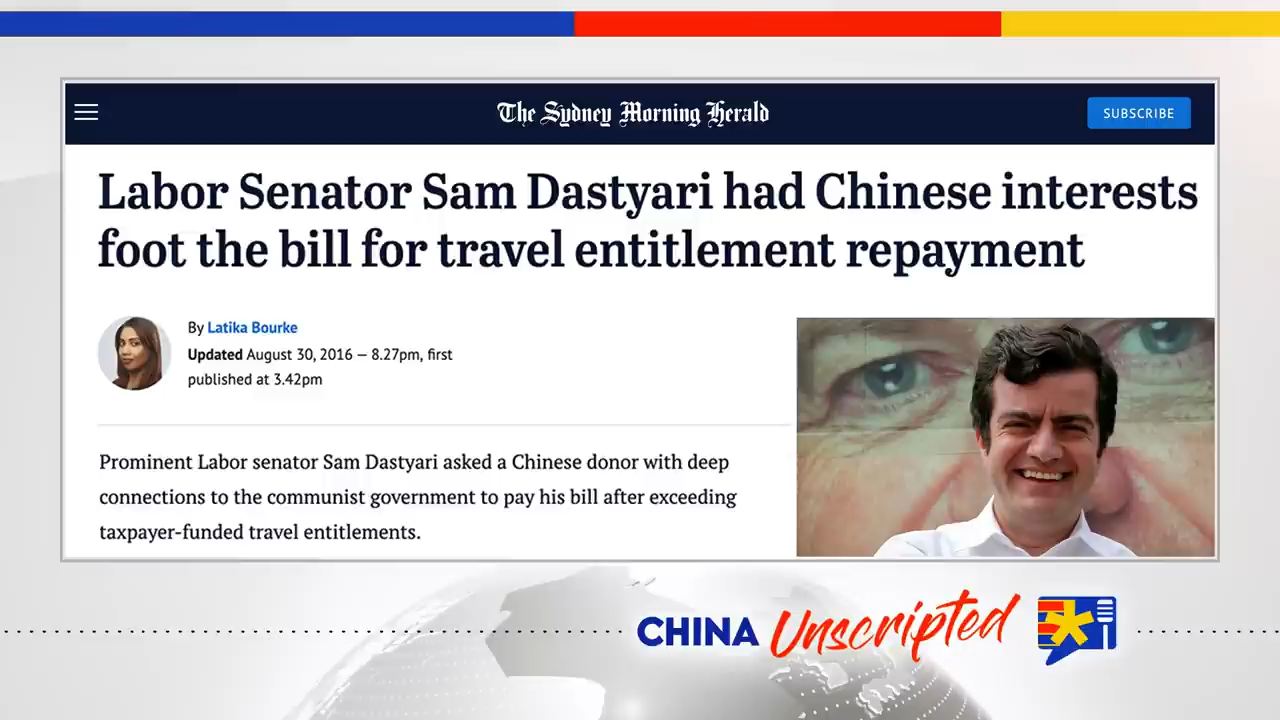 The Sydney Morning Herald
SUBSCRIBE
Labor Senator Sam Dastyari had Chinese interests
foot the bill for travel entitlement repayment
By Latika Bourke
Updated August 30, 2016 — 8.27pm, first
published at 3.42pm
Prominent Labor senator Sam Dastyari asked a Chinese donor with deep
connections to the communist government to pay his bill after exceeding
taxpayer-funded travel entitlements.
CHINA Unscripted